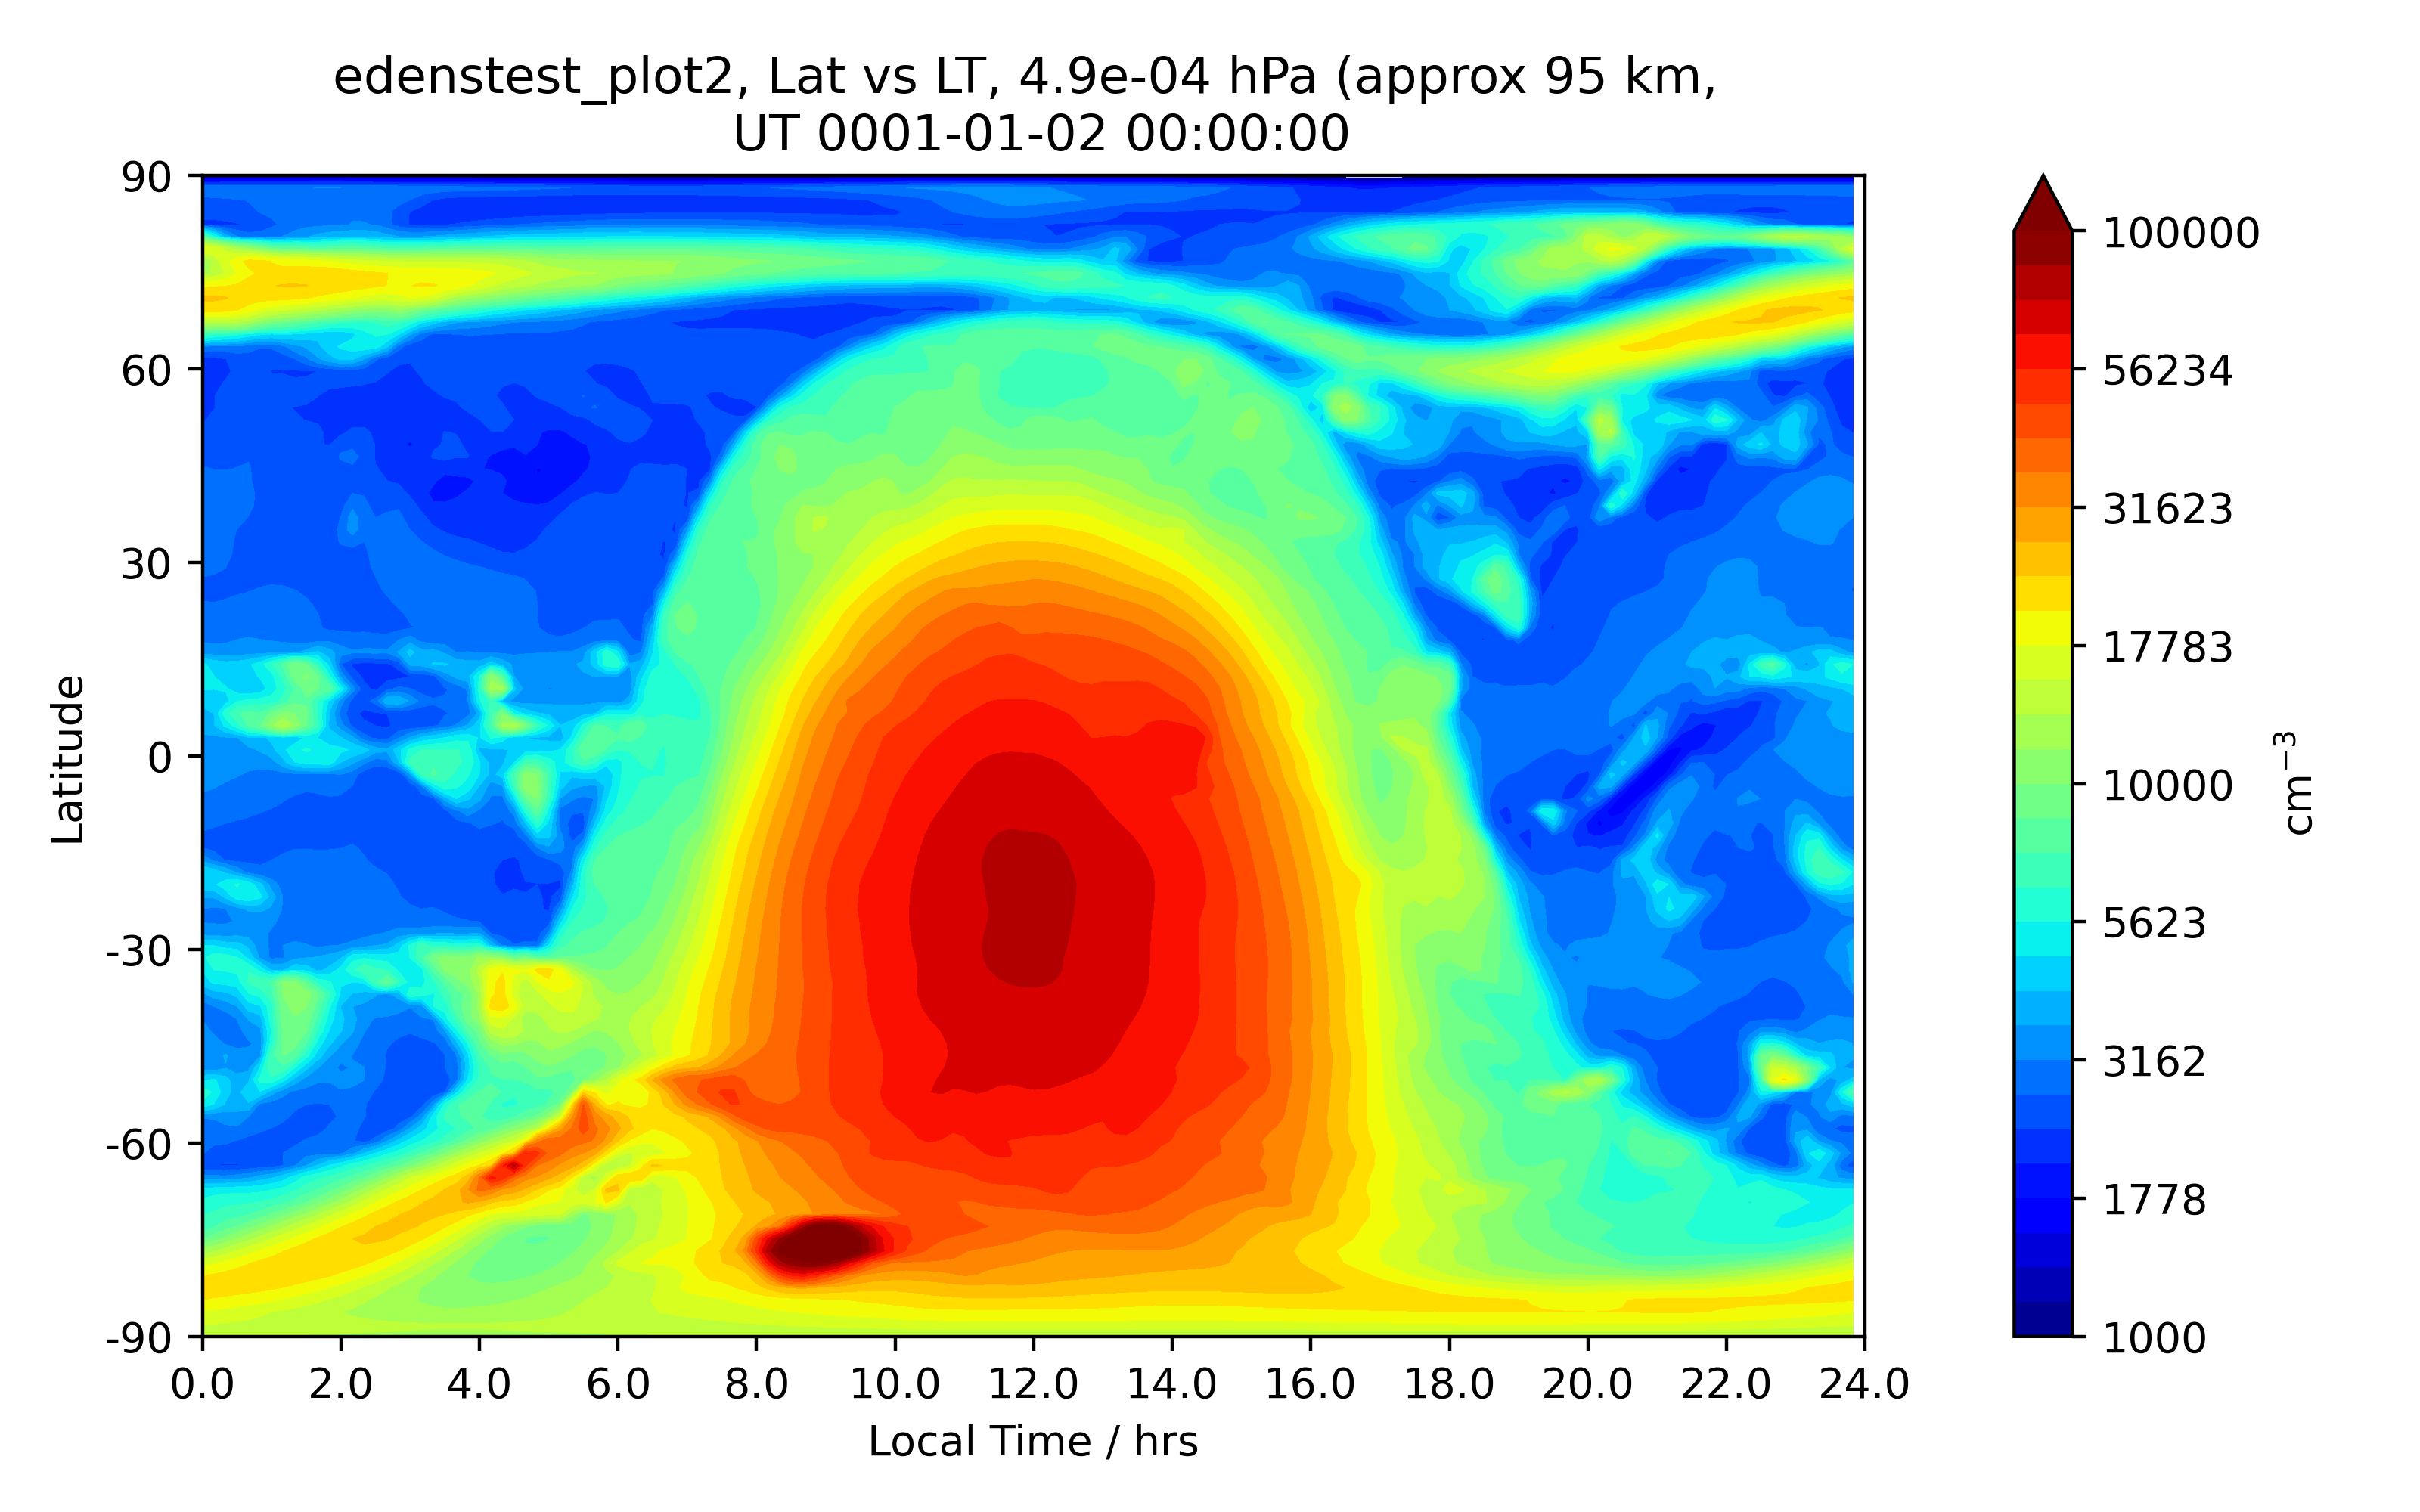 edenstest_plot2, Lat vs LT, 4.9e-04 hPa (approx 95 km,
UT 0001-01-02 00:00:00
90
60
30
0
-30
-60
-90
Latitude
0.0 2.0 4.0 6.0 8.0 10.0 12.0 14.0 16.0 18.0 20.0 22.0 24.0
Local Time / hrs
100000
56234
31623
17783
10000
5623
3162
1778
1000
cm⁻³